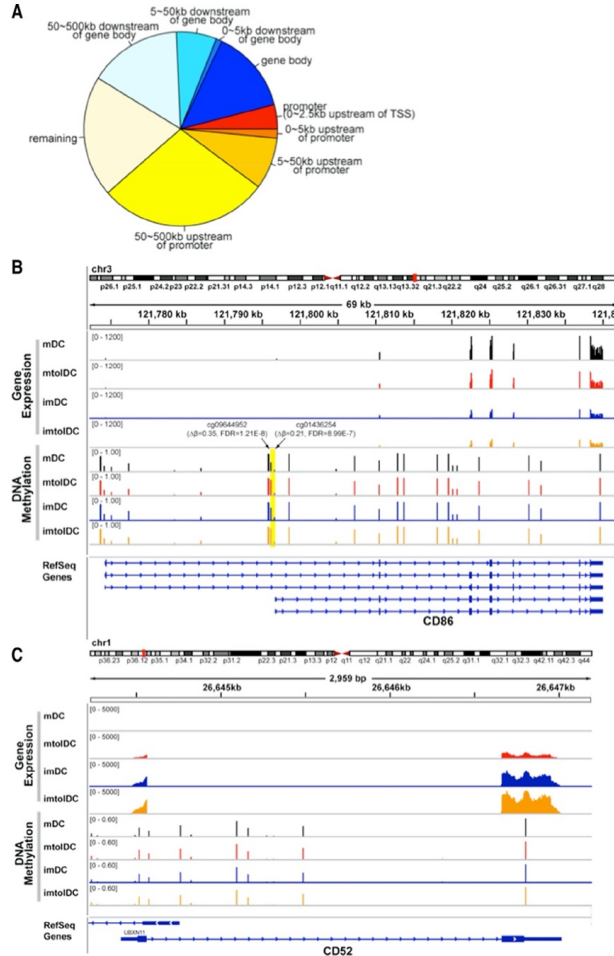 A
5~50kb downstream
of gene body
50~500kb downstream
of gene body
0~5kb downstream
of gene body
gene body
promoter
(0~2.5kb upstream of TSS)
0~5kb upstream
of promoter
5~50kb upstream
of promoter
remaining
50~500kb upstream
of promoter
B
chr3
p26.1 p25.1 p24.2 p23 p22.2 p21.31 p14.3 p14.1 p12.3 p12.1 q11.1 q12.2 q13.13 q13.32 q21.3 q22.2 q24 q25.2 q26.1 q26.31 q27.1 q28
69 kb
121,780 kb 121,790 kb 121,800 kb 121,810 kb 121,820 kb 121,830 kb 121,8
Gene
Expression
mDC [0 - 1200]
mtolDC [0 - 1200]
imDC [0 - 1200]
imtolDC [0 - 1200]
cg09644952 cg01436254
(Δβ=0.35, FDR=1.21E-8) (Δβ=0.21, FDR=8.99E-7)
DNA
Methylation
mDC [0 - 1.00]
mtolDC [0 - 1.00]
imDC [0 - 1.00]
imtolDC [0 - 1.00]
RefSeq
Genes
CD86
C
chr1
p36.23 p36.12 p35.1 p34.1 p32.2 p31.2 p22.3 p21.3 p13.3 p12 q11 q12 q21.1 q22 q24.1 q25.2 q31.1 q32.1 q32.3 q42.11 q42.3 q44
2,959 bp
26,645kb 26,646kb 26,647kb
Gene
Expression
mDC [0 - 5000]
mtolDC [0 - 5000]
imDC [0 - 5000]
imtolDC [0 - 5000]
DNA
Methylation
mDC [0 - 0.60]
mtolDC [0 - 0.60]
imDC [0 - 0.60]
imtolDC [0 - 0.60]
RefSeq
Genes
UBXN11
CD52